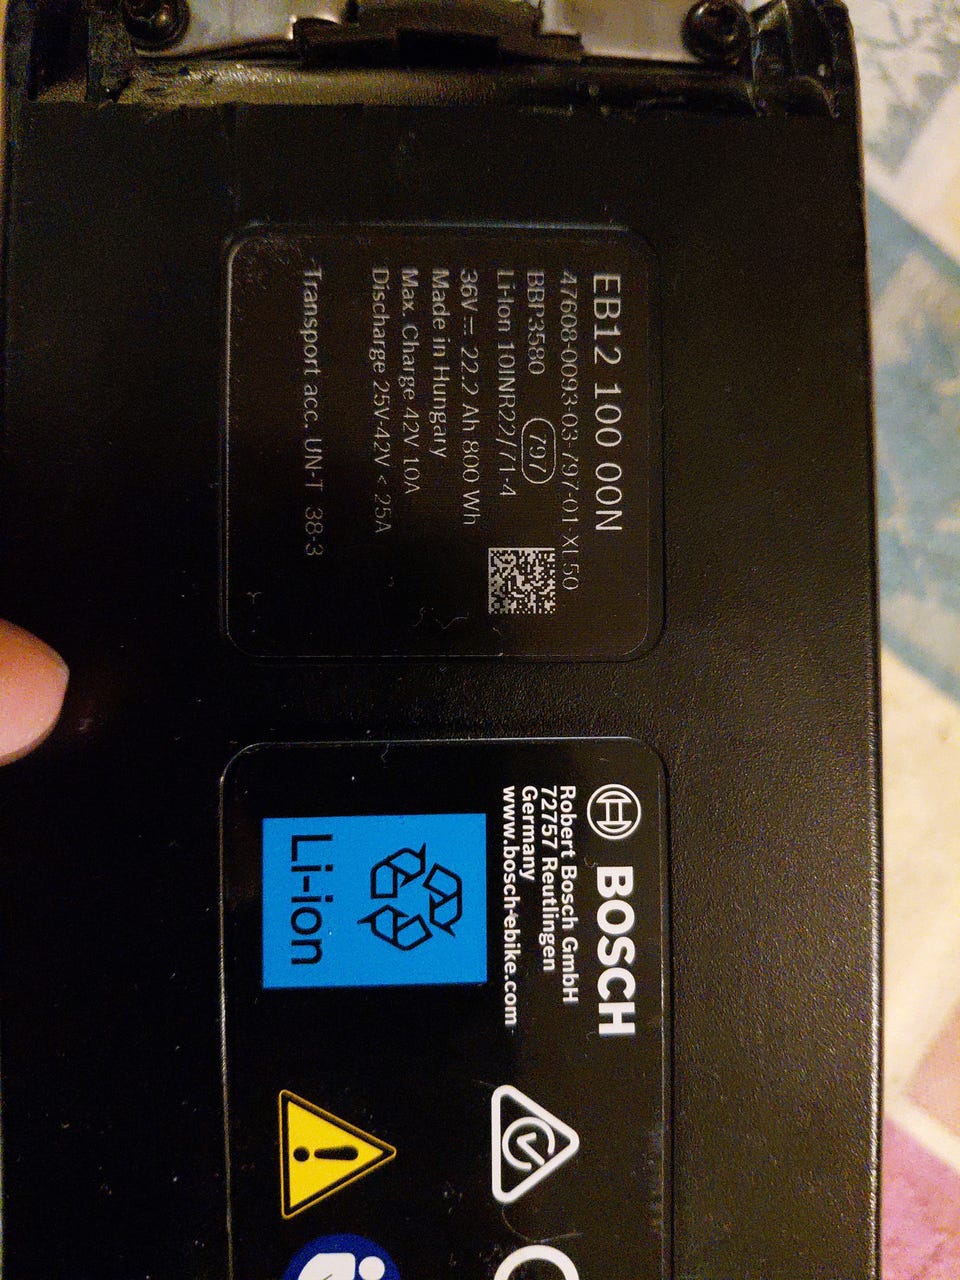 EB12 100 00N
47608-0093-03-797-01-XL50
BBP3580 797
Li-Ion 10INR22/71-4
36V ⎓ 22.2 Ah 800 Wh
Made in Hungary
Max. Charge 42V 10A
Discharge 25V-42V < 25A
Transport acc. UN-T 38-3
BOSCH
Robert Bosch GmbH
72757 Reutlingen
Germany
www.bosch-ebike.com
Li-ion